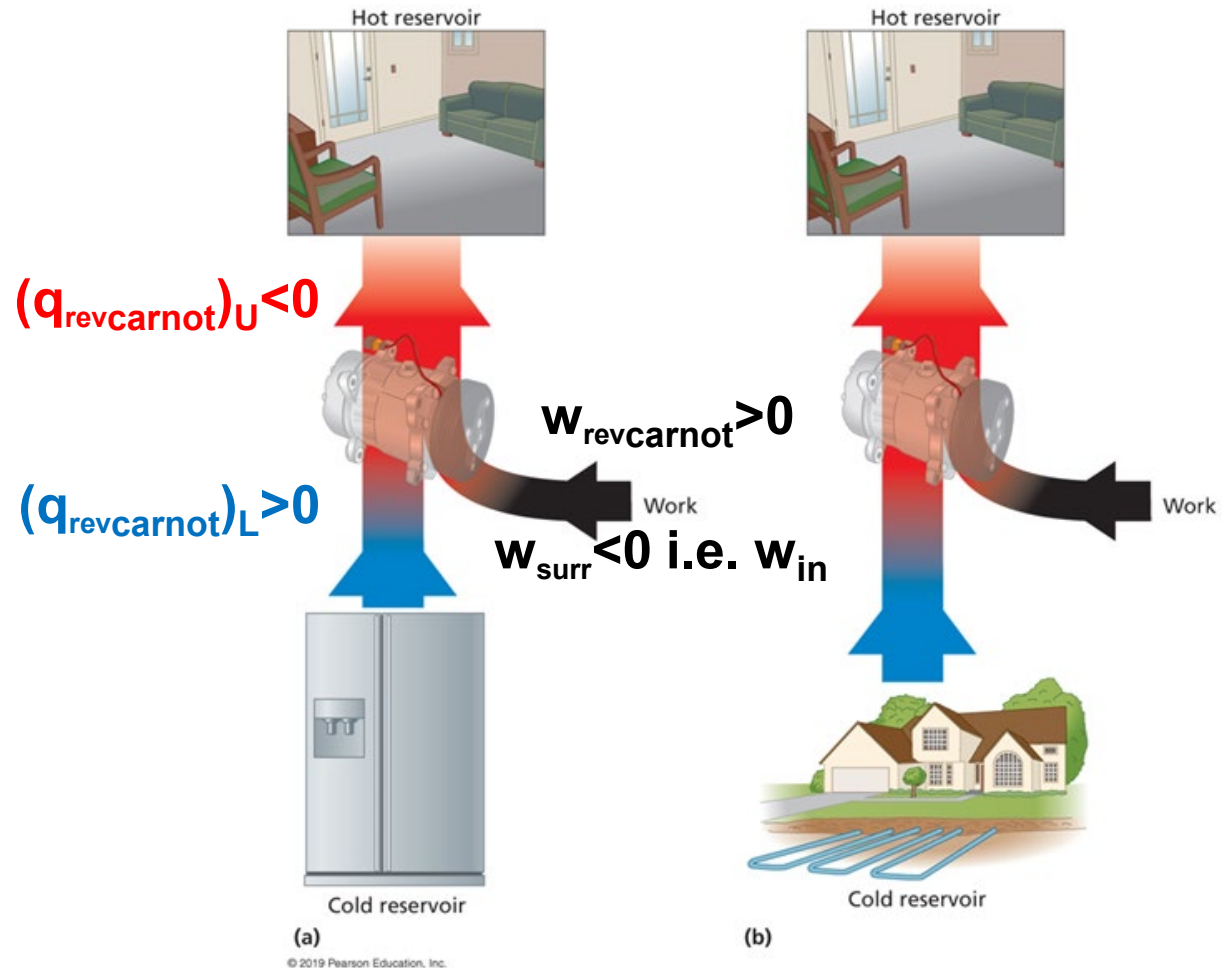 Hot reservoir
Hot reservoir
(qrevcarnot)U<0
wrevcarnot>0
(qrevcarnot)L>0
Work
Work
wsurr<0 i.e. win
Cold reservoir
Cold reservoir
(a)
(b)
© 2019 Pearson Education, Inc.